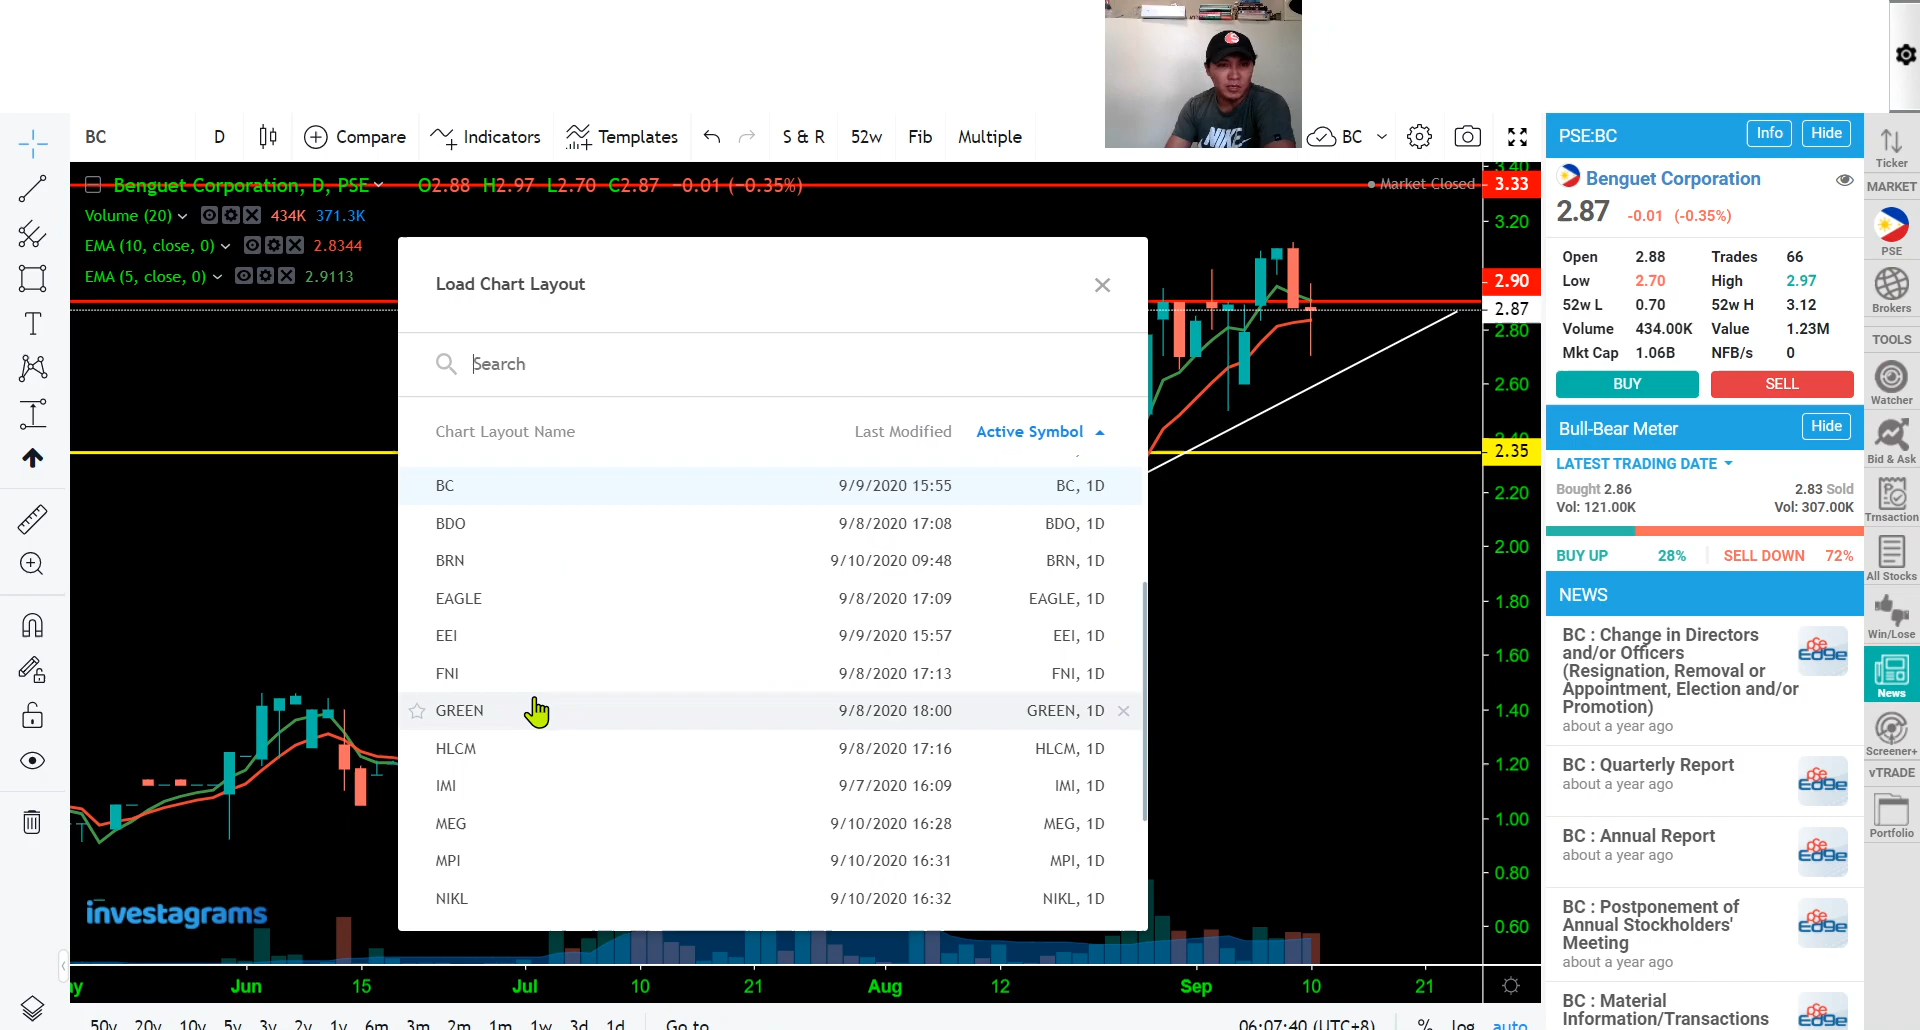 BC
D
Compare
Indicators
Templates
S & R
52w
Fib
Multiple
BC
Benguet Corporation, D, PSE
O2.88 H2.97 L2.70 C2.87 −0.01 (−0.35%)
Market Closed
Volume (20) 434K 371.3K
EMA (10, close, 0) 2.8344
EMA (5, close, 0) 2.9113
Load Chart Layout
Search
Chart Layout Name Last Modified Active Symbol
BC 9/9/2020 15:55 BC, 1D
BDO 9/8/2020 17:08 BDO, 1D
BRN 9/10/2020 09:48 BRN, 1D
EAGLE 9/8/2020 17:09 EAGLE, 1D
EEI 9/9/2020 15:57 EEI, 1D
FNI 9/8/2020 17:13 FNI, 1D
GREEN 9/8/2020 18:00 GREEN, 1D
HLCM 9/8/2020 17:16 HLCM, 1D
IMI 9/7/2020 16:09 IMI, 1D
MEG 9/10/2020 16:28 MEG, 1D
MPI 9/10/2020 16:31 MPI, 1D
NIKL 9/10/2020 16:32 NIKL, 1D
NIKE
investagrams
3.40
3.33
3.20
2.90
2.87
2.80
2.60
2.40
2.35
2.20
2.00
1.80
1.60
1.40
1.20
1.00
0.80
0.60
Jun 15 Jul 10 21 Aug 12 Sep 10 21
50y 20y 10y 5y 3y 2y 1y 6m 3m 2m 1m 1w 3d 1d Go to
06:07:40 (UTC+8) % log auto
PSE:BC Info Hide
Benguet Corporation
2.87 -0.01 (-0.35%)
Open 2.88 Trades 66
Low 2.70 High 2.97
52w L 0.70 52w H 3.12
Volume 434.00K Value 1.23M
Mkt Cap 1.06B NFB/s 0
BUY SELL
Bull-Bear Meter Hide
LATEST TRADING DATE
Bought 2.86 2.83 Sold
Vol: 121.00K Vol: 307.00K
BUY UP 28% SELL DOWN 72%
NEWS
BC : Change in Directors
and/or Officers
(Resignation, Removal or
Appointment, Election and/or
Promotion)
about a year ago
BC : Quarterly Report
about a year ago
BC : Annual Report
about a year ago
BC : Postponement of
Annual Stockholders'
Meeting
about a year ago
BC : Material
Information/Transactions
PSE Edge
PSE Edge
PSE Edge
PSE Edge
PSE Edge
Ticker
MARKET
PSE
Brokers
TOOLS
Watcher
Bid & Ask
Trnsaction
All Stocks
Win/Lose
News
Screener+
vTRADE
Portfolio